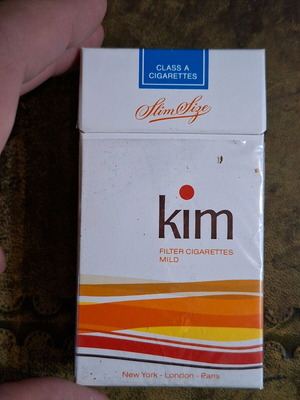 CLASS A
CIGARETTES
Slim Size
kim
FILTER CIGARETTES
MILD
New York - London - Paris